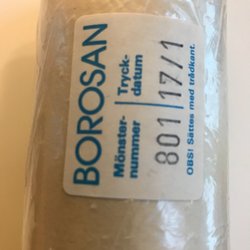 BOROSAN
Mönster-
nummer
Tryck-
datum
801/17/1
OBS! Sättes med trådkant.